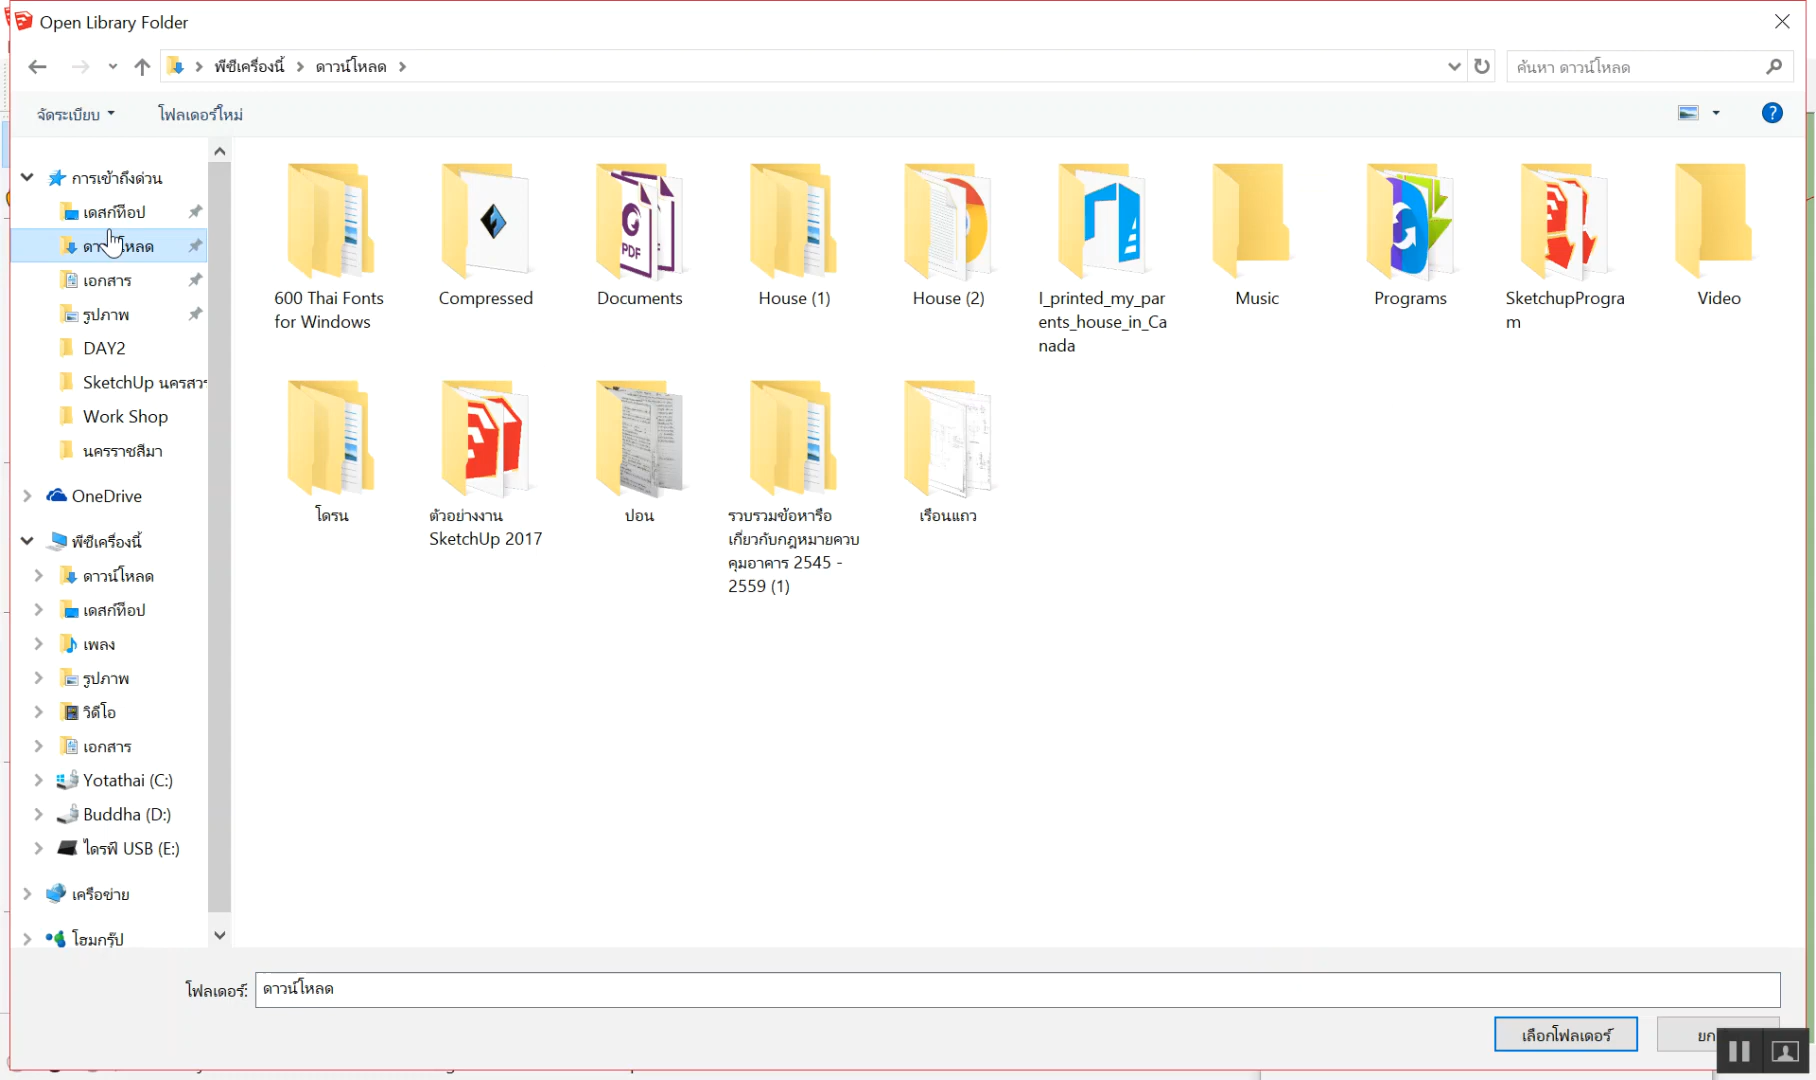 Open Library Folder
พีซีเครื่องนี้
ดาวน์โหลด
ค้นหา ดาวน์โหลด
จัดระเบียบ
โฟลเดอร์ใหม่
การเข้าถึงด่วน
เดสก์ท็อป
เอกสาร
รูปภาพ
DAY2
SketchUp
Work Shop
นครราชสีมา
OneDrive
พีซีเครื่องนี้
ดาวน์โหลด
เดสก์ท็อป
เพลง
รูปภาพ
วิดีโอ
เอกสาร
Yotathai (C:)
Buddha (D:)
ไดรฟ์ USB (E:)
เครือข่าย
โฮมกรุ๊ป
600 Thai Fonts
for Windows
Compressed
PDF
Documents
House (1)
House (2)
I_printed_my_par
ents_house_in_Ca
nada
Music
Programs
SketchupProgra
m
Video
โดรน
ตัวอย่างงาน
SketchUp 2017
ปอน
รวบรวมข้อหารือ
เกี่ยวกับกฎหมายควบ
คุมอาคาร 2545 -
2559 (1)
เรือนแถว
โฟลเดอร์:
ดาวน์โหลด
เลือกโฟลเดอร์